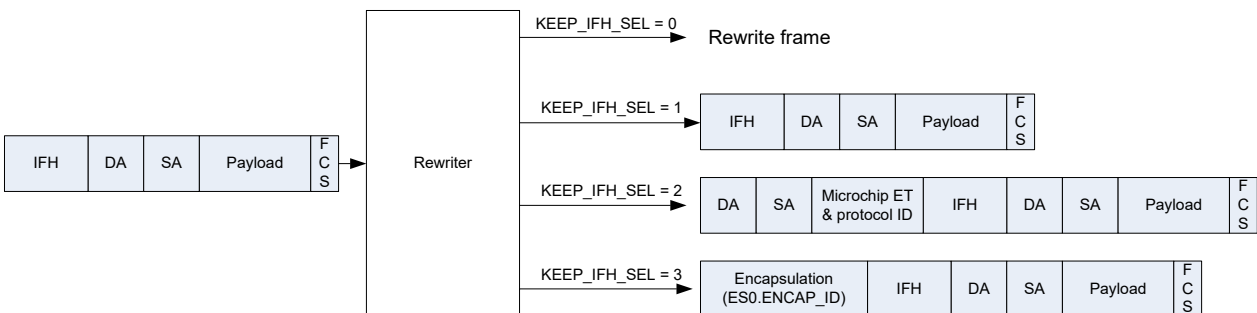 KEEP_IFH_SEL = 0
Rewrite frame
KEEP_IFH_SEL = 1
IFH DA SA Payload F
C
S
IFH DA SA Payload F
C
S
Rewriter
KEEP_IFH_SEL = 2
DA SA Microchip ET
& protocol ID IFH DA SA Payload F
C
S
KEEP_IFH_SEL = 3
Encapsulation
(ES0.ENCAP_ID) IFH DA SA Payload F
C
S